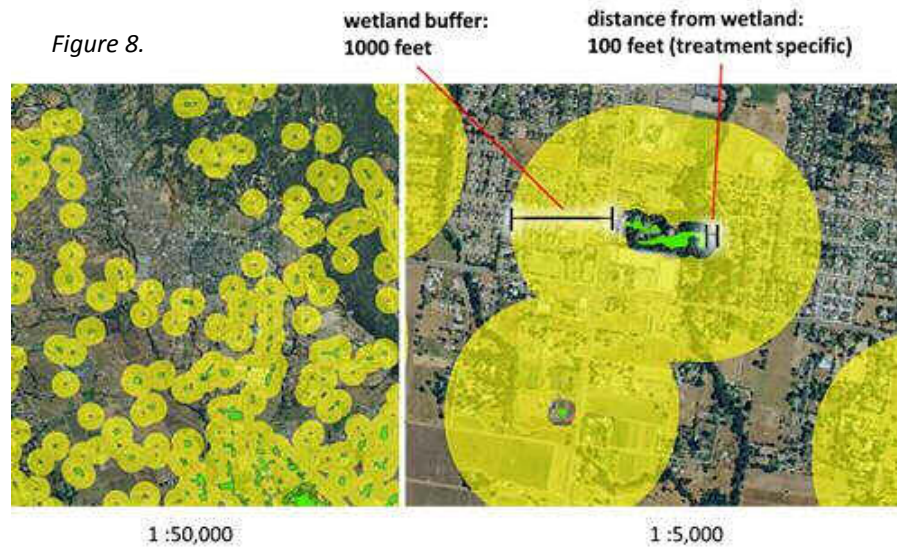 Figure 8.
wetland buffer:
1000 feet
distance from wetland:
100 feet (treatment specific)
1 :50,000
1 :5,000